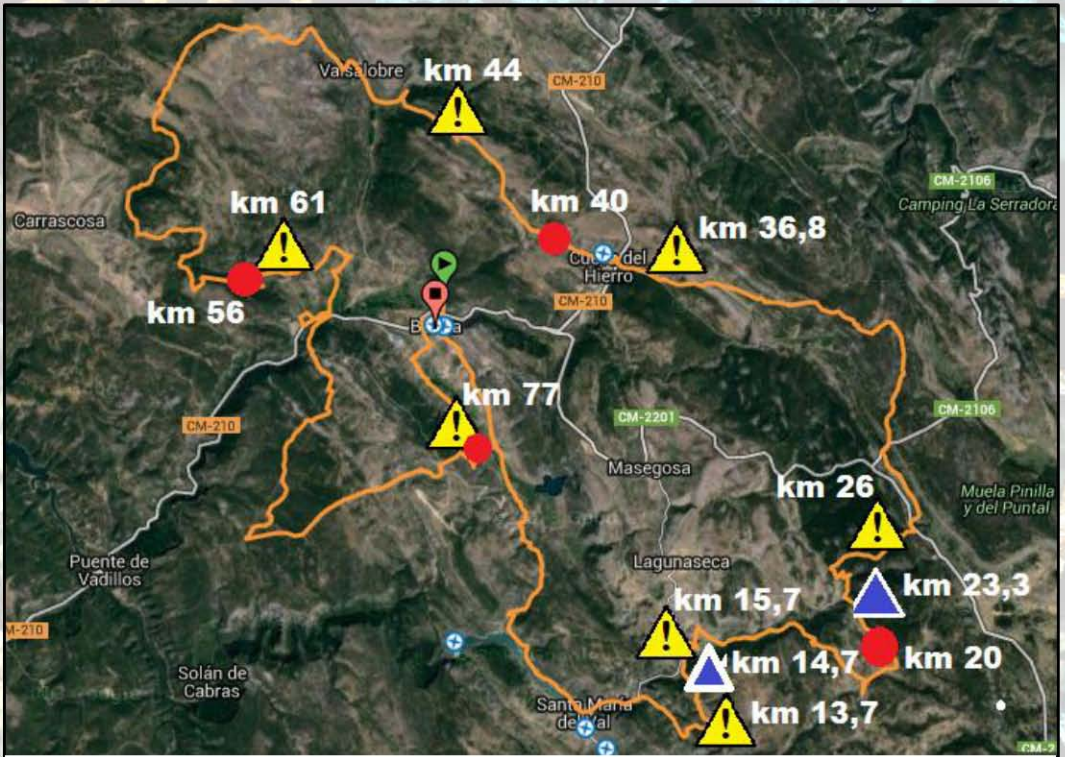 Valsalobre
km 44
CM-210
CM-2106
Camping La Serradora
km 61
km 40
Carrascosa
km 36,8
del
Hierro
km 56
CM-210
km 77
CM-2201
CM-2106
CM-210
Masegosa
km 26
Muela Pinilla
y del Puntal
Puente de
Vadillos
Lagunaseca
km 23,3
km 15,7
M-210
km 14,7
km 20
Solán de
Cabras
Santa María
del Val
km 13,7
CM-2